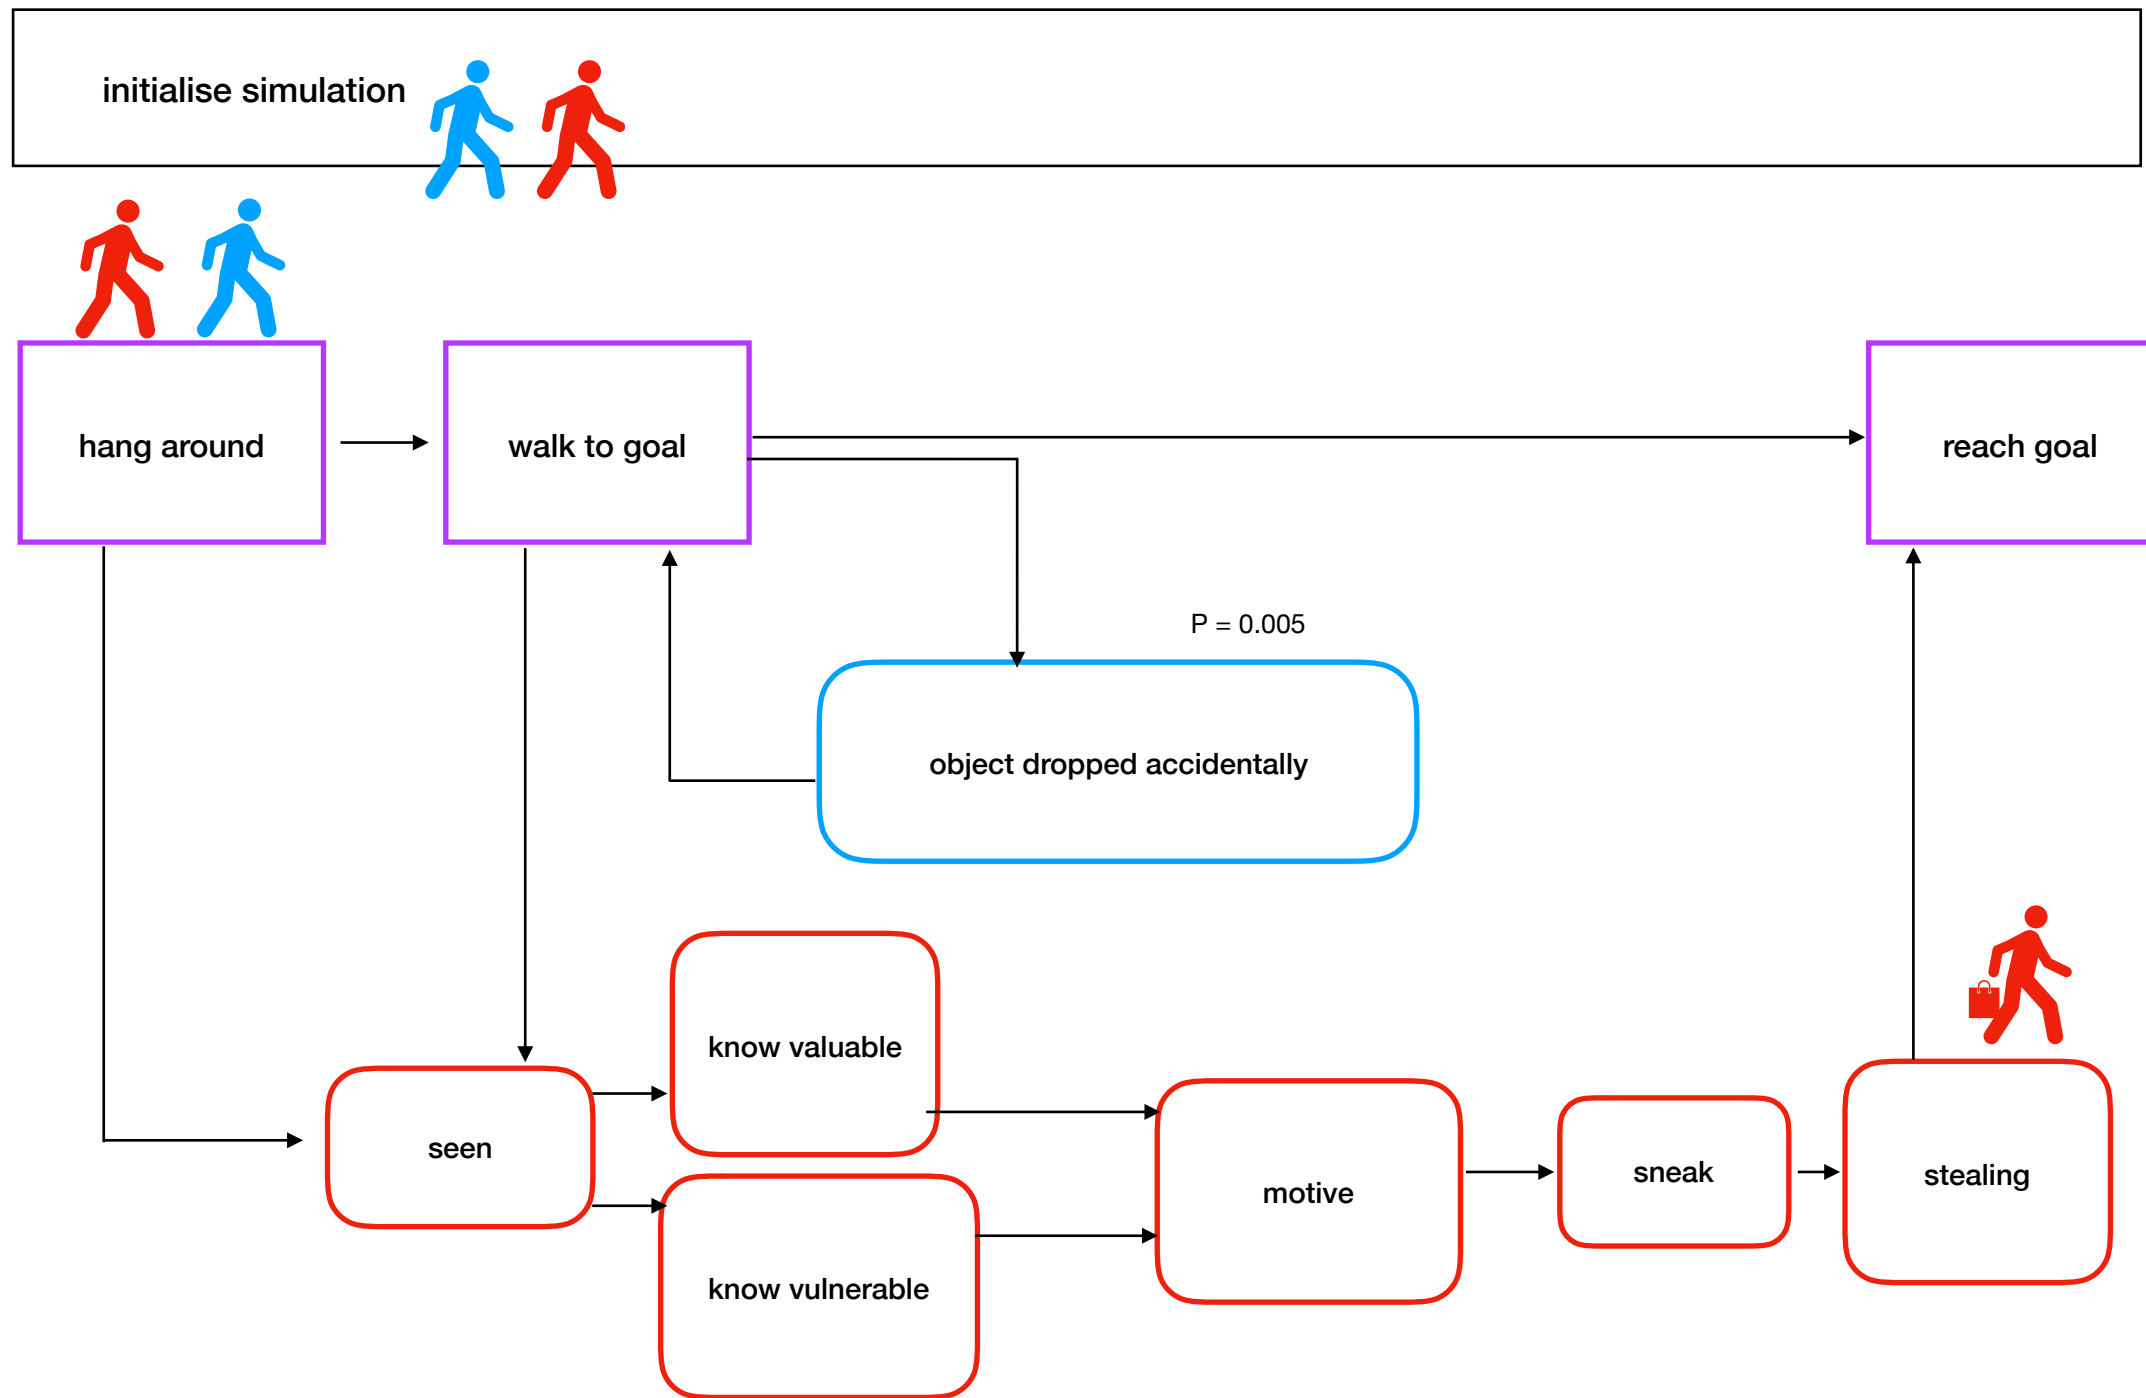 initialise simulation
hang around
walk to goal
reach goal
P = 0.005
object dropped accidentally
know valuable
seen
motive
sneak
stealing
know vulnerable